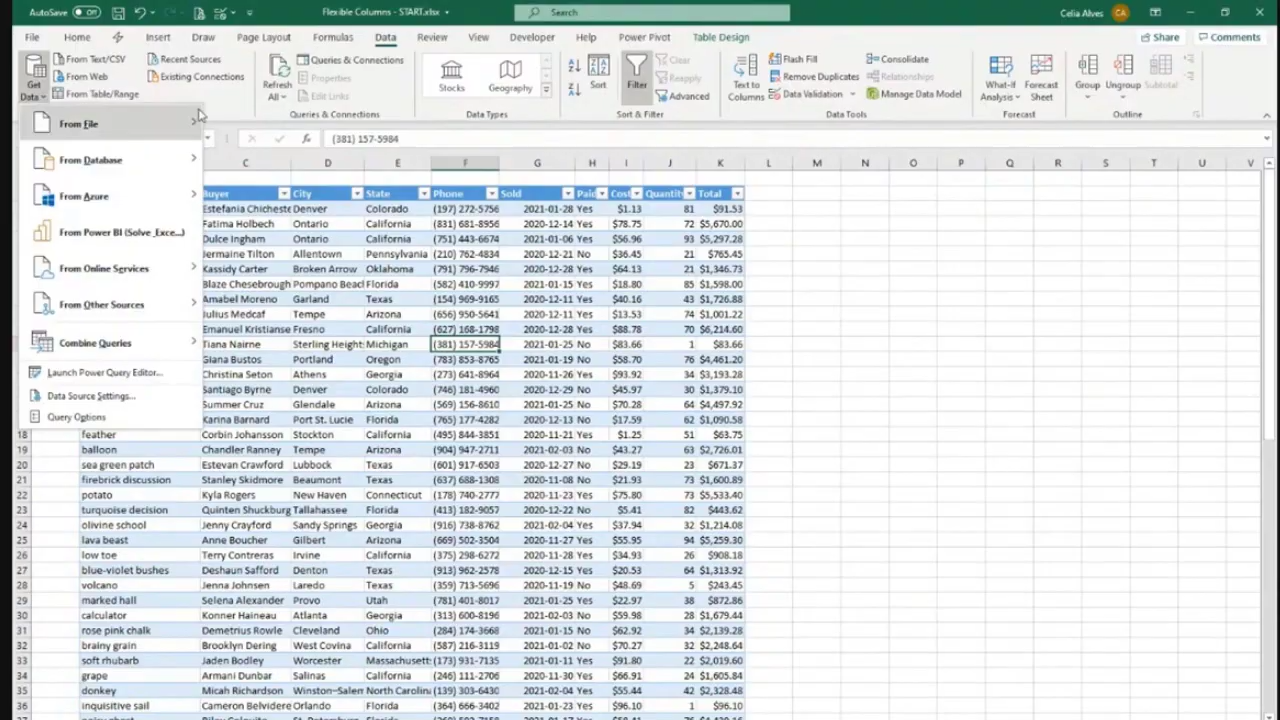 AutoSave Off Flexible Columns - START.xlsx Search Celia Alves CA
File Home Insert Draw Page Layout Formulas Data Review View Developer Help Power Pivot Table Design Share Comments
Get Data From Text/CSV From Web From Table/Range Recent Sources Existing Connections
Refresh All Queries & Connections Properties Edit Links
Stocks Geography
Sort Filter Clear Reapply Advanced
Text to Columns Flash Fill Remove Duplicates Data Validation Consolidate Relationships Manage Data Model
What-If Analysis Forecast Sheet Group Ungroup Subtotal
Queries & Connections Data Types Sort & Filter Data Tools Forecast Outline
From File
From Database
From Azure
From Power BI (Solve_Exce...)
From Online Services
From Other Sources
Combine Queries
Launch Power Query Editor...
Data Source Settings...
Query Options
fx (381) 157-5984
C D E F G H I J K L M N O P Q R S T U V
Buyer City State Phone Sold Paid Cost Quantity Total
Estefania Chicheste Denver Colorado (197) 272-5756 2021-01-28 Yes $1.13 81 $91.53
Fatima Holbech Ontario California (831) 681-8956 2020-12-14 Yes $78.75 72 $5,670.00
Dulce Ingham Ontario California (751) 443-6674 2021-01-06 Yes $56.96 93 $5,297.28
Jermaine Tilton Allentown Pennsylvania (210) 762-4834 2020-12-21 No $36.45 21 $765.45
Kassidy Carter Broken Arrow Oklahoma (791) 796-7946 2020-12-28 Yes $64.13 21 $1,346.73
Blaze Chesebrough Pompano Beach Florida (582) 410-9997 2021-01-15 Yes $18.80 85 $1,598.00
Amabel Moreno Garland Texas (154) 969-9165 2020-12-11 Yes $40.16 43 $1,726.88
Julius Medcaf Tempe Arizona (656) 950-5641 2020-12-11 Yes $13.53 74 $1,001.22
Emanuel Kristianse Fresno California (627) 168-1798 2020-12-28 Yes $88.78 70 $6,214.60
Tiana Nairne Sterling Height Michigan (381) 157-5984 2021-01-25 No $83.66 1 $83.66
Giana Bustos Portland Oregon (783) 853-8765 2021-01-19 No $58.70 76 $4,461.20
Christina Seton Athens Georgia (273) 641-8964 2020-11-26 Yes $93.92 34 $3,193.28
Santiago Byrne Denver Colorado (746) 181-4960 2020-12-29 No $45.97 30 $1,379.10
Summer Cruz Glendale Arizona (569) 156-8610 2021-01-25 No $70.28 64 $4,497.92
Karina Barnard Port St. Lucie Florida (765) 177-4282 2020-12-13 No $17.59 62 $1,090.58
18 feather Corbin Johansson Stockton California (495) 844-3851 2020-11-21 Yes $1.25 51 $63.75
19 balloon Chandler Ranney Tempe Arizona (904) 947-2711 2021-02-03 No $43.27 63 $2,726.01
20 sea green patch Estevan Crawford Lubbock Texas (601) 917-6503 2020-12-27 No $29.19 23 $671.37
21 firebrick discussion Stanley Skidmore Beaumont Texas (637) 688-1308 2020-11-08 No $21.93 73 $1,600.89
22 potato Kyla Rogers New Haven Connecticut (178) 740-2777 2020-11-23 Yes $75.80 73 $5,533.40
23 turquoise decision Quinten Schuckburg Tallahassee Florida (413) 182-9057 2020-12-22 No $5.41 82 $443.62
24 olivine school Jenny Crayford Sandy Springs Georgia (916) 738-8762 2021-02-04 Yes $37.94 32 $1,214.08
25 lava beast Anne Boucher Gilbert Arizona (669) 502-3504 2020-11-27 Yes $55.95 94 $5,259.30
26 low toe Terry Contreras Irvine California (375) 298-6272 2020-11-28 Yes $34.93 26 $908.18
27 blue-violet bushes Deshaun Safford Denton Texas (913) 962-2578 2020-12-15 Yes $20.53 64 $1,313.92
28 volcano Jenna Johnsen Laredo Texas (359) 713-5696 2020-11-19 No $48.69 5 $243.45
29 marked hall Selena Alexander Provo Utah (781) 401-8017 2021-01-25 Yes $22.97 38 $872.86
30 calculator Konner Haineau Atlanta Georgia (313) 600-8196 2021-02-03 No $59.98 28 $1,679.44
31 rose pink chalk Demetrius Rowle Cleveland Ohio (284) 174-3668 2021-01-15 No $62.92 34 $2,139.28
32 brainy grain Brooklyn Dering West Covina California (587) 216-3119 2021-01-02 No $70.27 32 $2,248.64
33 soft rhubarb Jaden Bodley Worcester Massachusett (173) 931-7135 2021-01-11 Yes $91.80 22 $2,019.60
34 grape Armani Dunbar Salinas California (246) 111-2706 2020-11-30 Yes $66.91 24 $1,605.84
35 donkey Micah Richardson Winston–Salem North Carolina (139) 303-6430 2021-02-04 Yes $55.44 42 $2,328.48
36 inquisitive sail Cameron Belvidere Orlando Florida (364) 666-3402 2021-01-23 Yes $96.10 1 $96.10